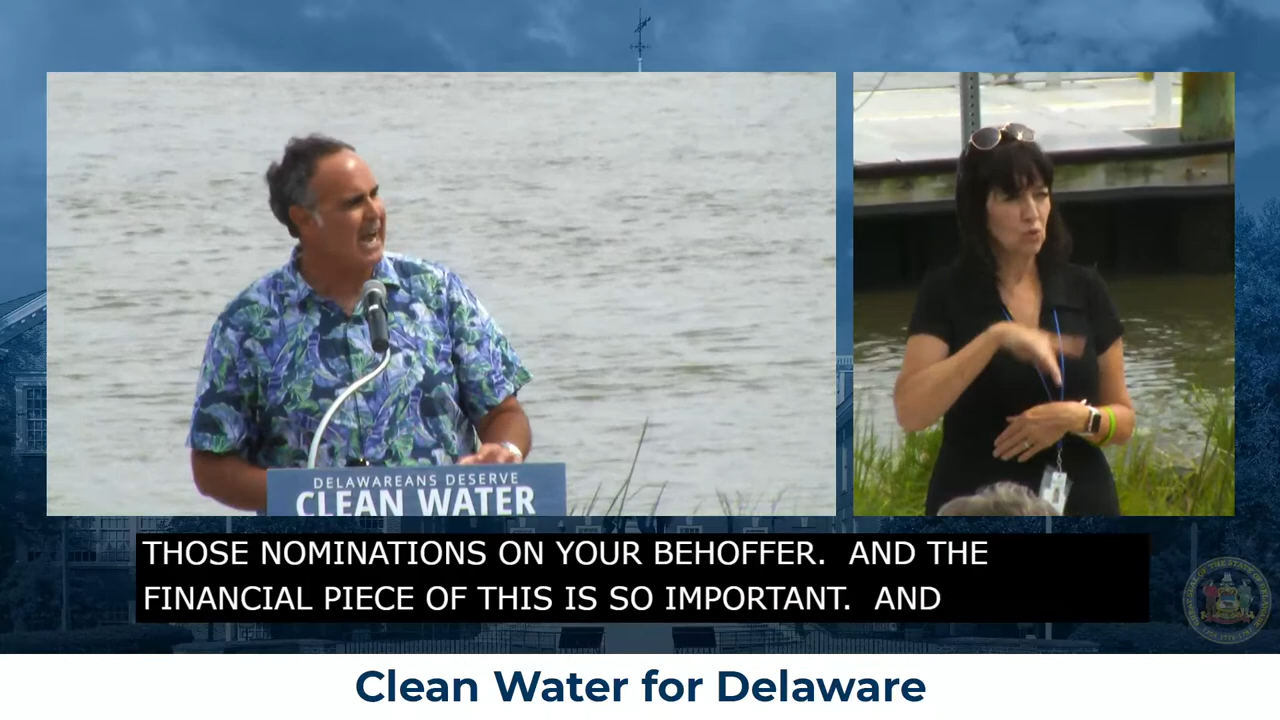 DELAWAREANS DESERVE
CLEAN WATER
THOSE NOMINATIONS ON YOUR BEHOFFER.  AND THE
FINANCIAL PIECE OF THIS IS SO IMPORTANT.  AND
Clean Water for Delaware